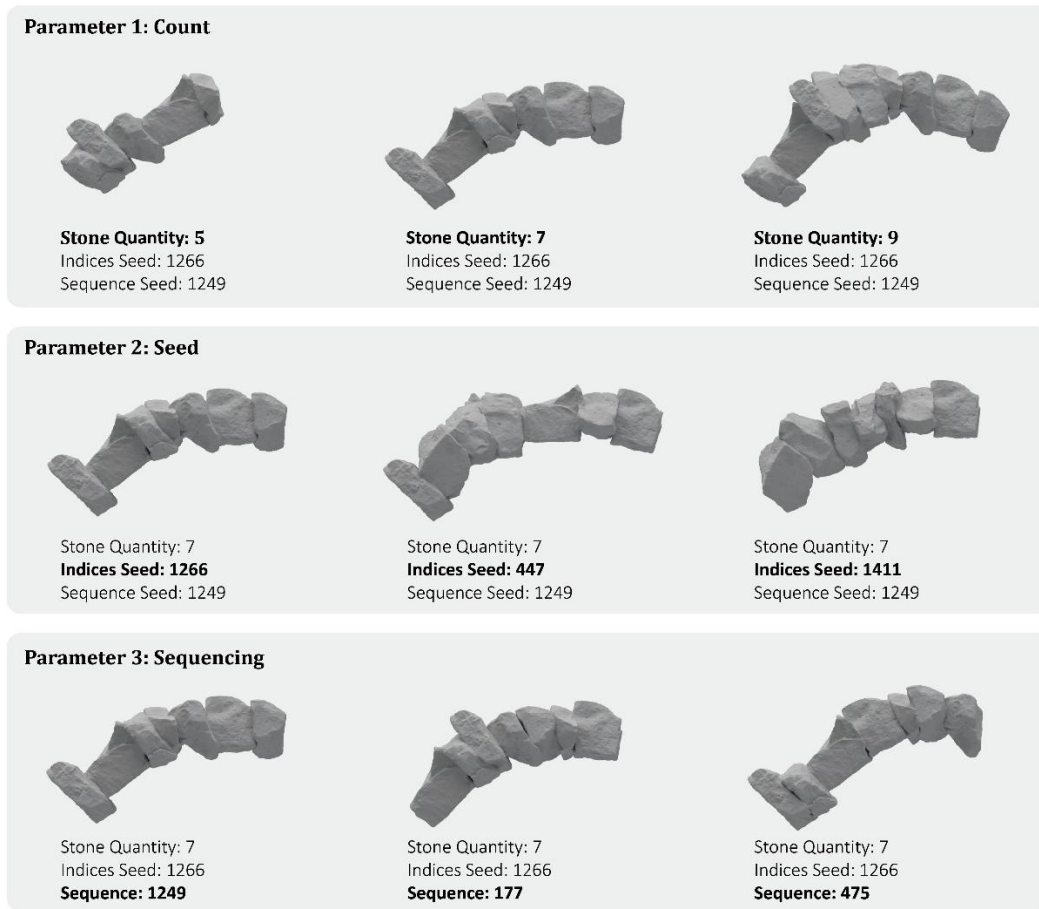 Parameter 1: Count
Stone Quantity: 5
Indices Seed: 1266
Sequence Seed: 1249
Stone Quantity: 7
Indices Seed: 1266
Sequence Seed: 1249
Stone Quantity: 9
Indices Seed: 1266
Sequence Seed: 1249
Parameter 2: Seed
Stone Quantity: 7
Indices Seed: 1266
Sequence Seed: 1249
Stone Quantity: 7
Indices Seed: 447
Sequence Seed: 1249
Stone Quantity: 7
Indices Seed: 1411
Sequence Seed: 1249
Parameter 3: Sequencing
Stone Quantity: 7
Indices Seed: 1266
Sequence: 1249
Stone Quantity: 7
Indices Seed: 1266
Sequence: 177
Stone Quantity: 7
Indices Seed: 1266
Sequence: 475